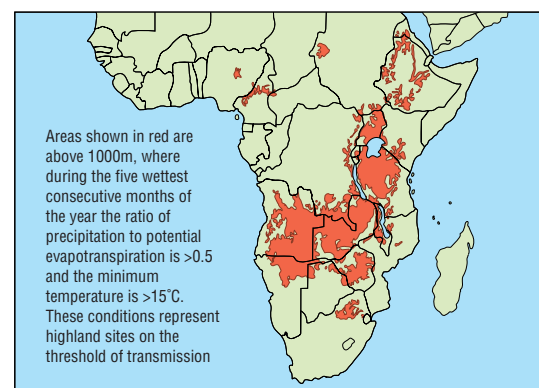 Areas shown in red are
above 1000m, where
during the five wettest
consecutive months of
the year the ratio of
precipitation to potential
evapotranspiration is >0.5
and the minimum
temperature is >15˚C.
These conditions represent
highland sites on the
threshold of transmission